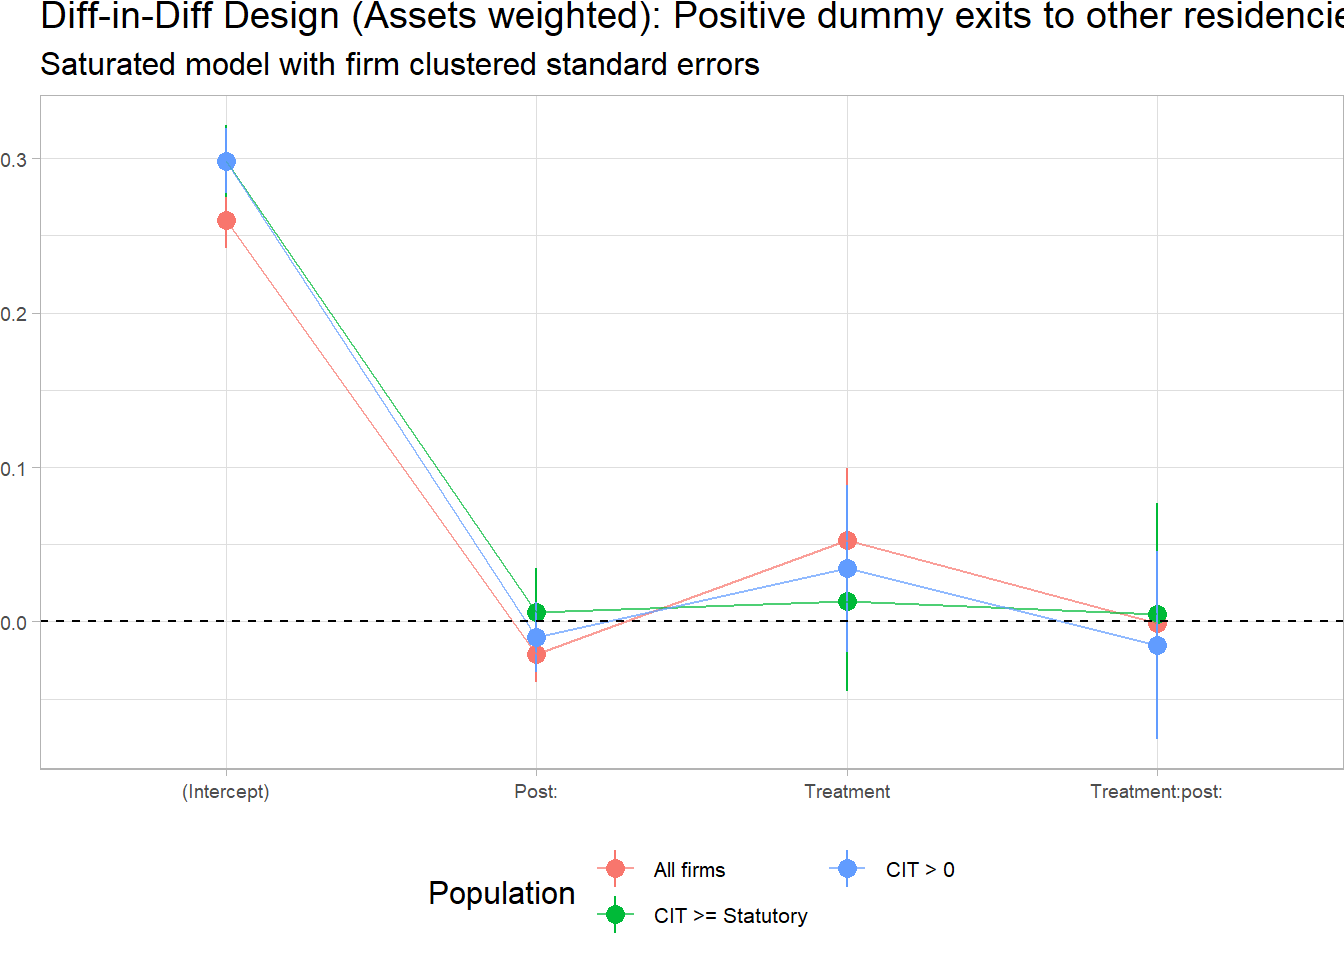 Diff-in-Diff Design (Assets weighted): Positive dummy exits to other residencie
Saturated model with firm clustered standard errors
0.3
0.2
0.1
0.0
(Intercept) Post: Treatment Treatment:post:
Population
All firms CIT > 0
CIT >= Statutory